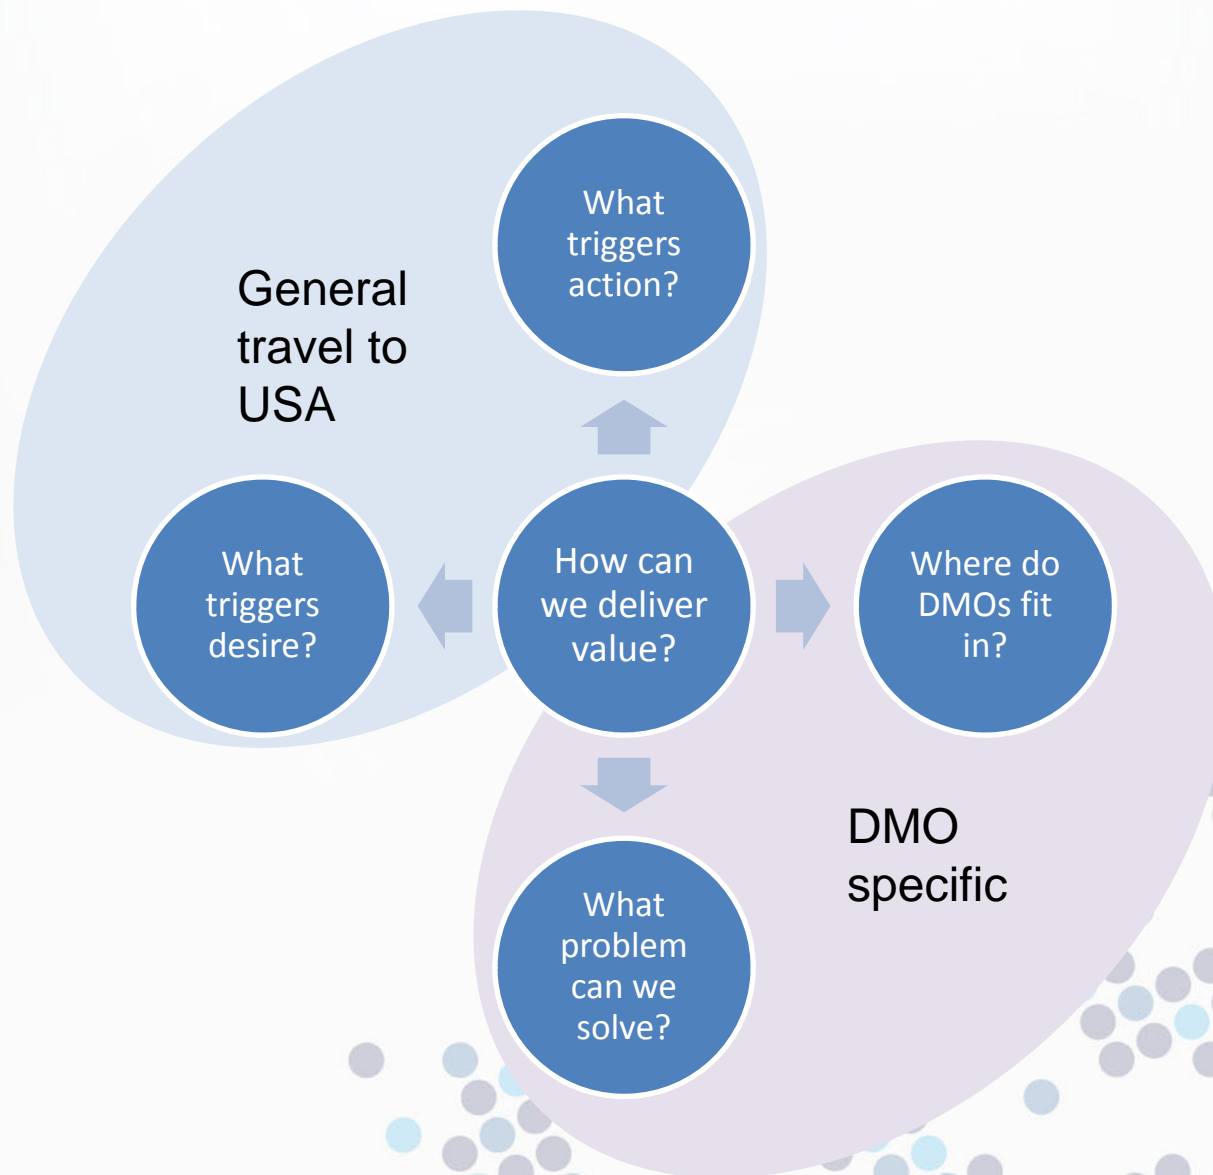 What
triggers
action?
General
travel to
USA
What
triggers
desire?
How can
we deliver
value?
Where do
DMOs fit
in?
DMO
specific
What
problem
can we
solve?